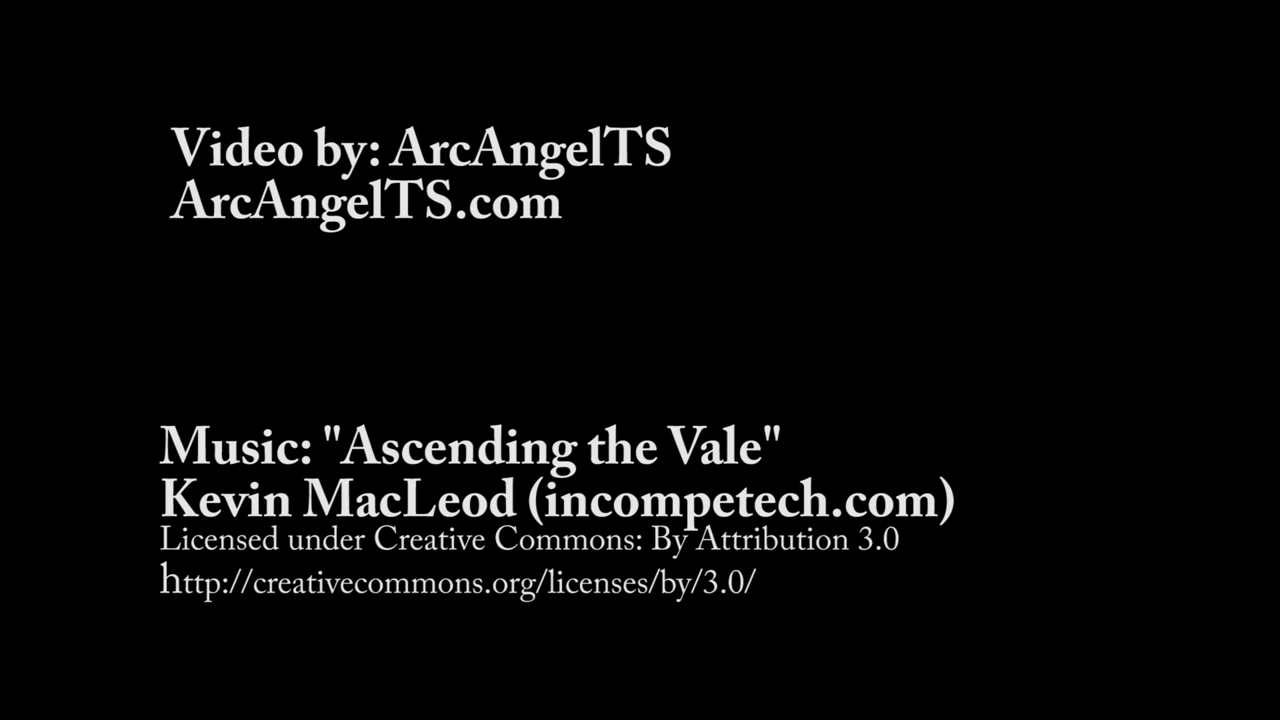 Video by: ArcAngelTS
ArcAngelTS.com
Music: "Ascending the Vale"
Kevin MacLeod (incompetech.com)
Licensed under Creative Commons: By Attribution 3.0
http://creativecommons.org/licenses/by/3.0/